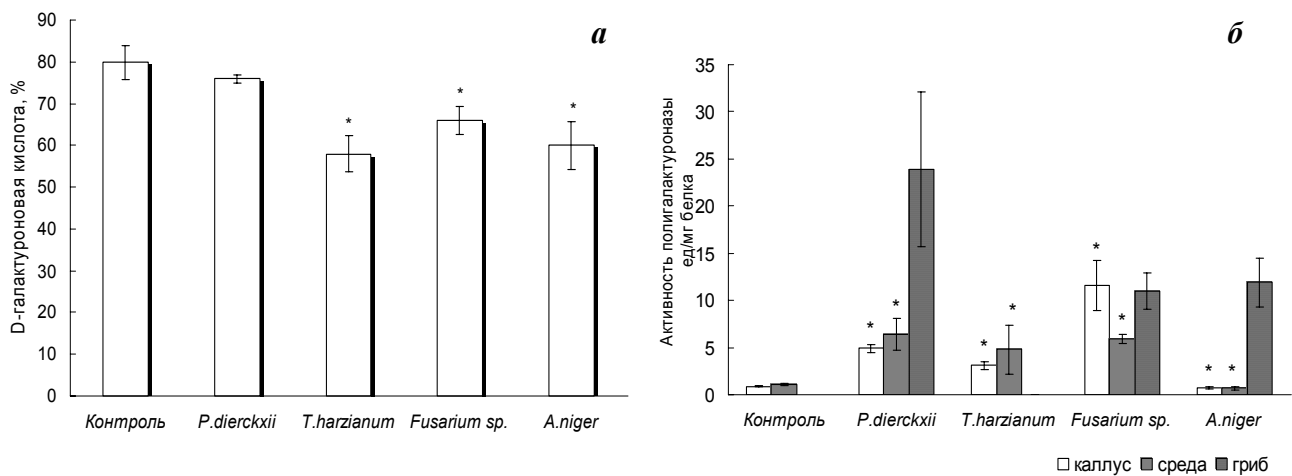 а
D-галактуроновая кислота, %
90
80
70
60
50
40
30
20
10
0
* * *
Контроль P.dierckxii T.harzianum Fusarium sp. A.niger
б
Активность полигалактуроназы
ед/мг белка
35
30
25
20
15
10
5
0
* * * * * * * *
Контроль P.dierckxii T.harzianum Fusarium sp. A.niger
каллус среда гриб